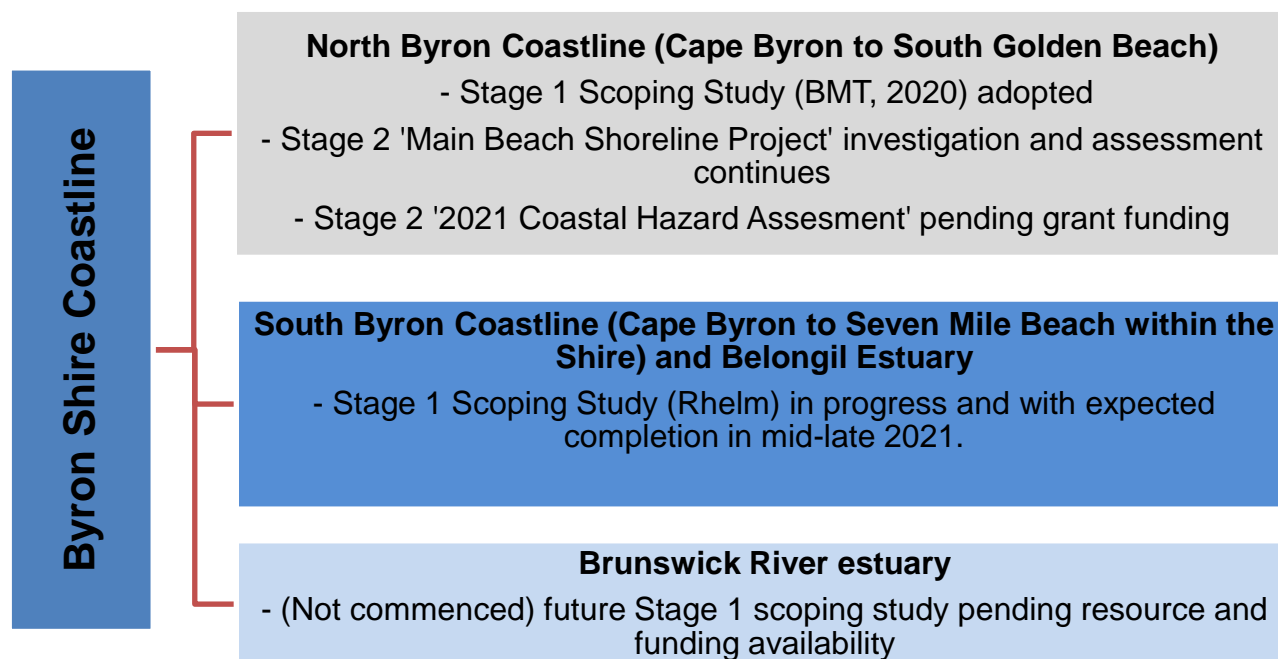 Byron Shire Coastline
North Byron Coastline (Cape Byron to South Golden Beach)
- Stage 1 Scoping Study (BMT, 2020) adopted
- Stage 2 'Main Beach Shoreline Project' investigation and assessment
continues
- Stage 2 '2021 Coastal Hazard Assesment' pending grant funding
South Byron Coastline (Cape Byron to Seven Mile Beach within the
Shire) and Belongil Estuary
- Stage 1 Scoping Study (Rhelm) in progress and with expected
completion in mid-late 2021.
Brunswick River estuary
- (Not commenced) future Stage 1 scoping study pending resource and
funding availability